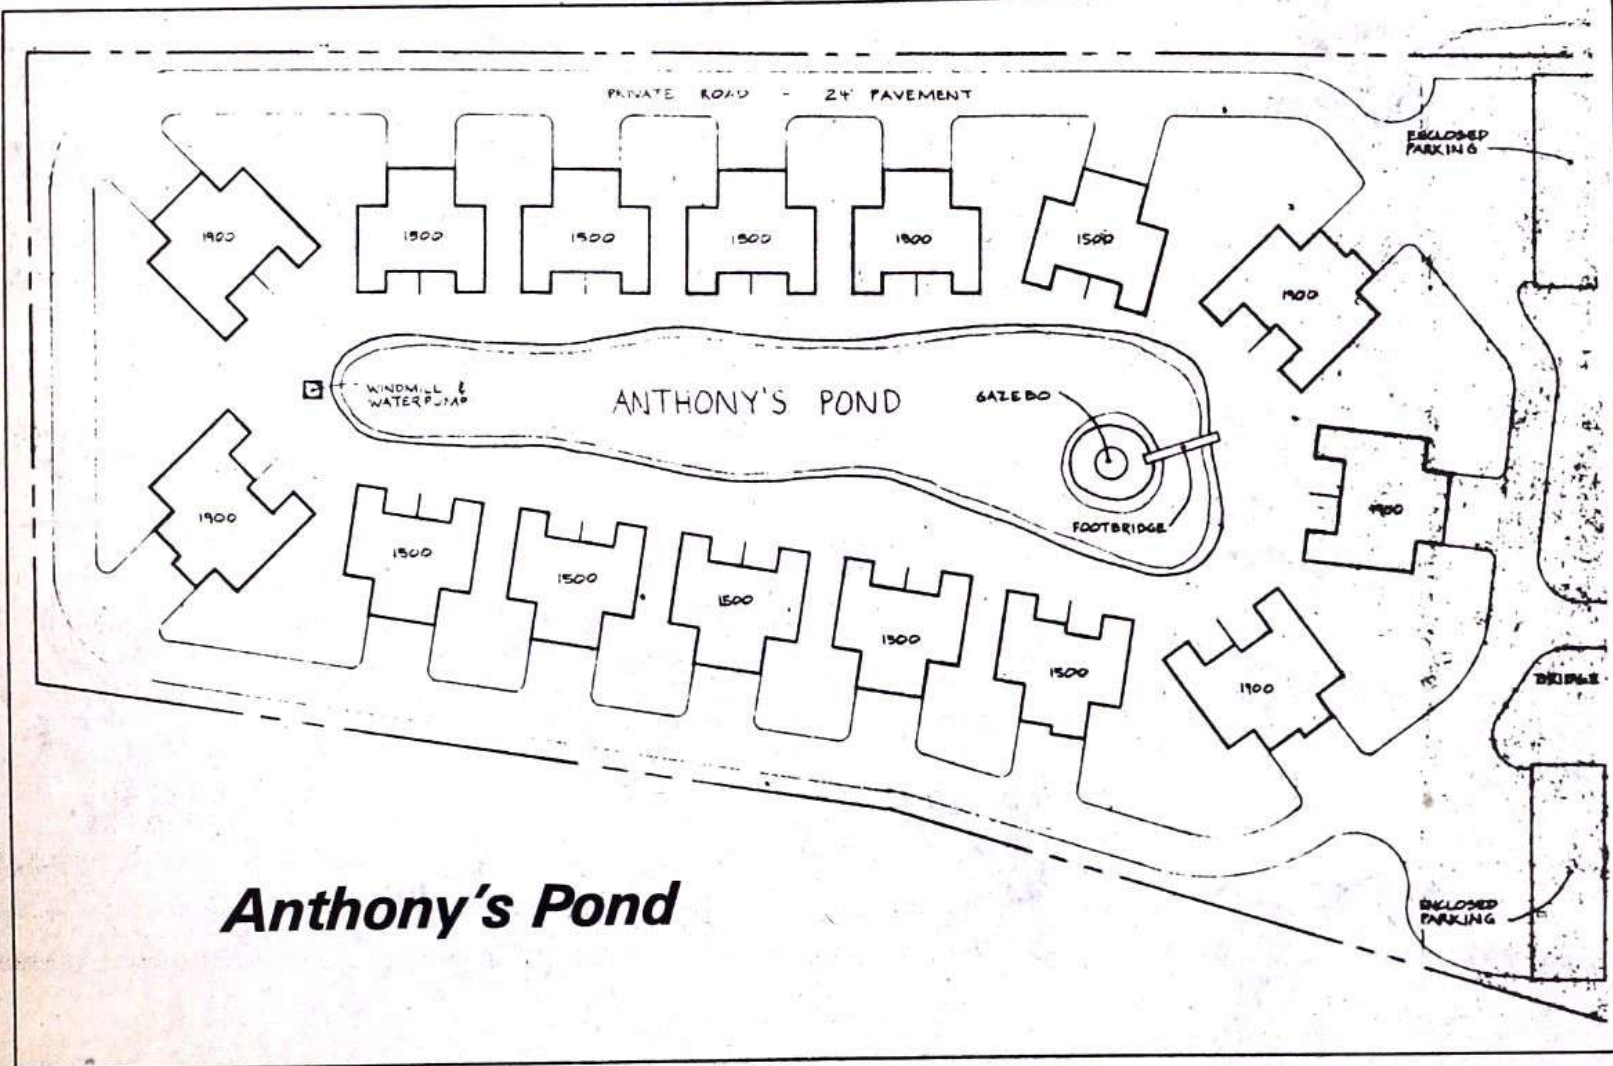 PRIVATE ROAD - 24' PAVEMENT
ENCLOSED
PARKING
1900
1500
1500
1500
1500
1500
1900
WINDMILL &
WATERPUMP
ANTHONY'S POND
GAZEBO
FOOTBRIDGE
1900
1900
1500
1500
1500
1500
1500
1900
BRIDGE
ENCLOSED
PARKING
Anthony's Pond